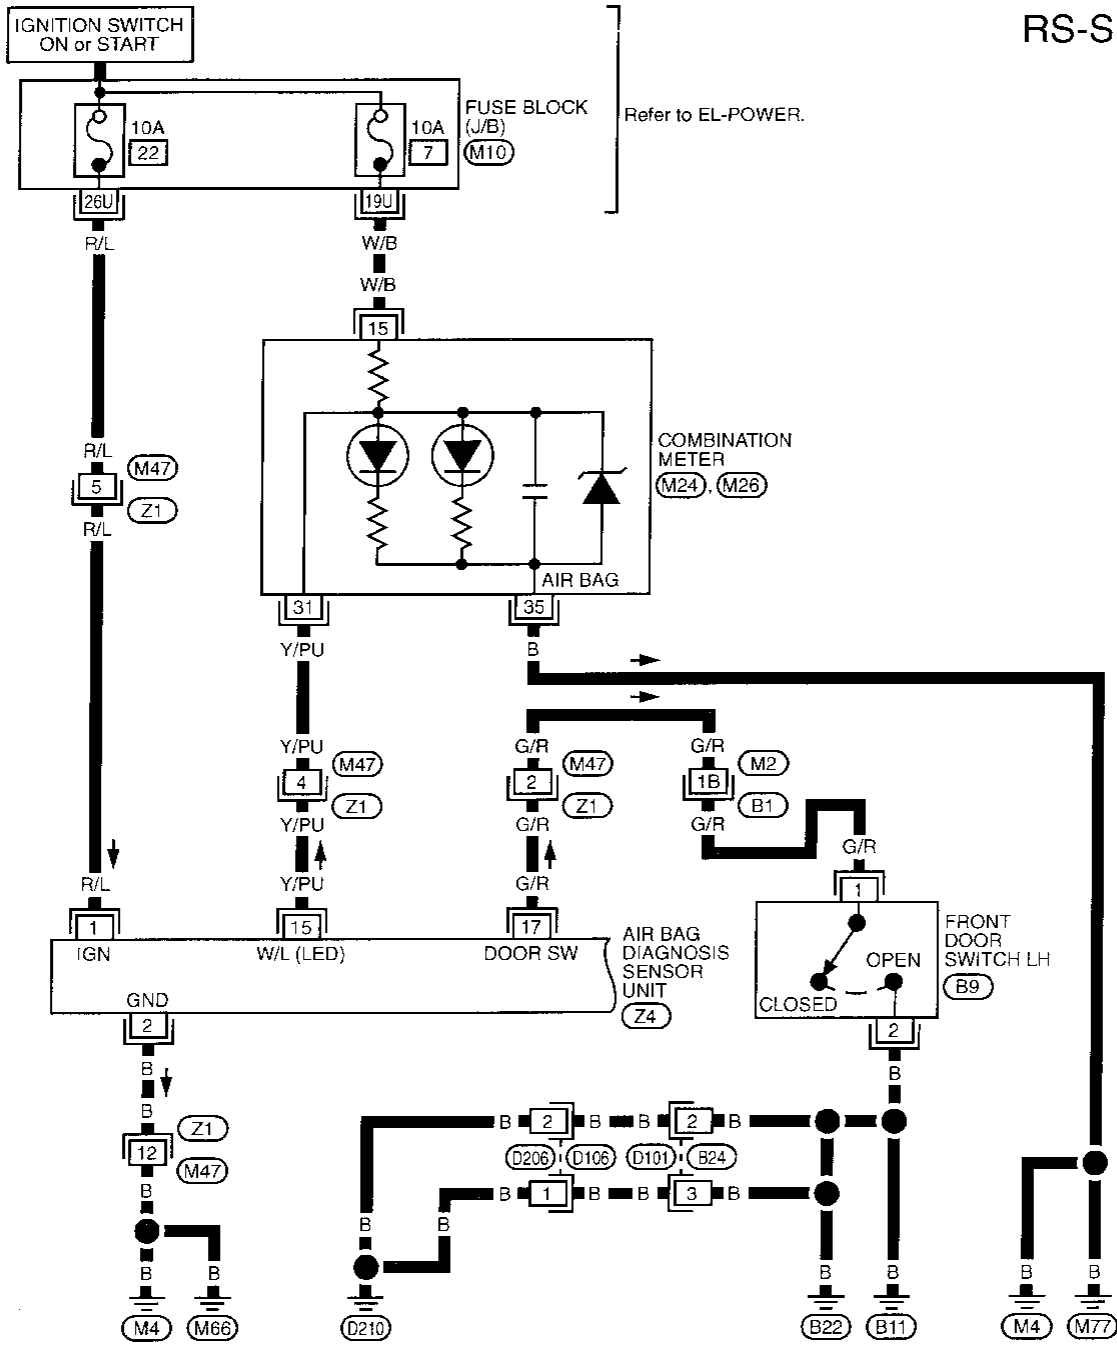 IGNITION SWITCH
ON or START
RS-S
Refer to EL-POWER.
FUSE BLOCK
(J/B)
M10
10A
22
10A
7
26U
19U
R/L
W/B
W/B
15
R/L
M47
5
Z1
R/L
COMBINATION
METER
M24, M26
AIR BAG
31
35
Y/PU
B
Y/PU
G/R
G/R
4
M47
Z1
2
M47
Z1
1B
M2
B1
Y/PU
G/R
G/R
G/R
R/L
Y/PU
G/R
1
1
15
17
IGN
W/L (LED)
DOOR SW
AIR BAG
DIAGNOSIS
SENSOR
UNIT
Z4
FRONT
DOOR
SWITCH LH
B9
OPEN
CLOSED
GND
2
2
B
B
B
Z1
12
M47
B
B 2 B B 2 B
D206 D106 D101 B24
B 1 B B 3 B
B
B
B
B
B
B
B
B
M4
M66
D210
B22
B11
M4
M77